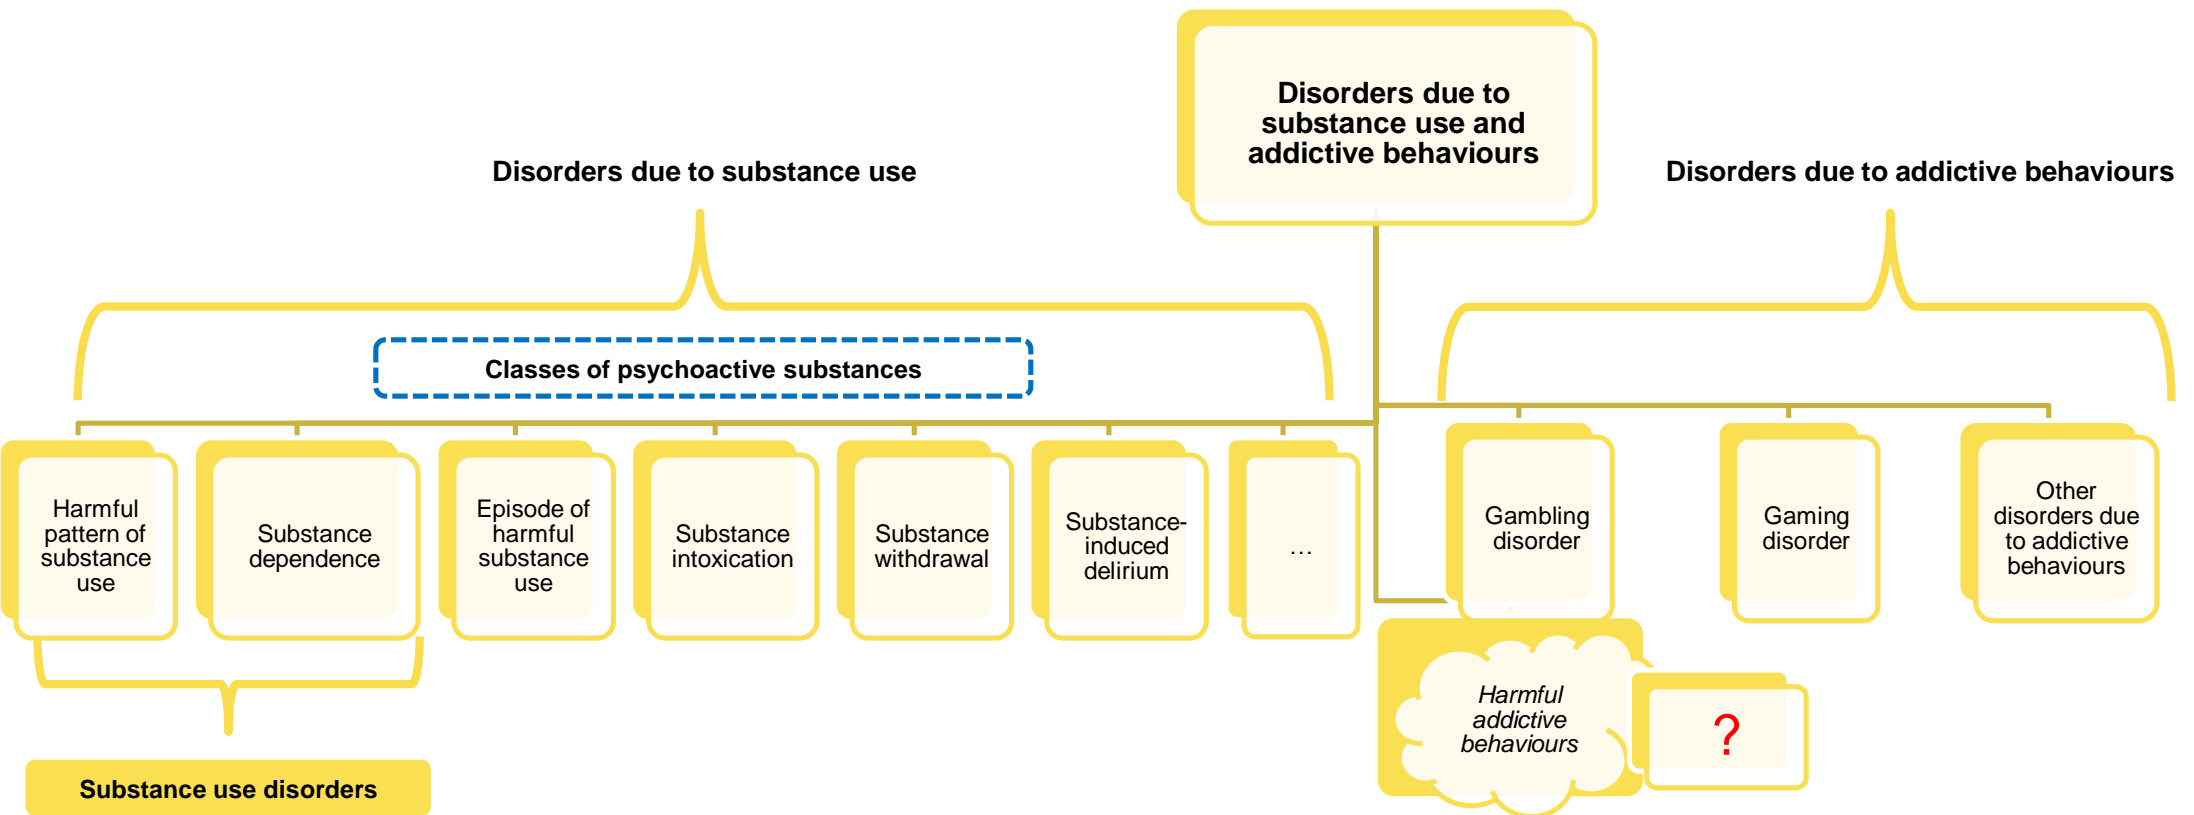 Disorders due to
substance use and
addictive behaviours
Disorders due to substance use
Disorders due to addictive behaviours
Classes of psychoactive substances
Harmful
pattern of
substance
use
Substance
dependence
Episode of
harmful
substance
use
Substance
intoxication
Substance
withdrawal
Substance-
induced
delirium
…
Gambling
disorder
Gaming
disorder
Other
disorders due
to addictive
behaviours
Harmful
addictive
behaviours
?
Substance use disorders